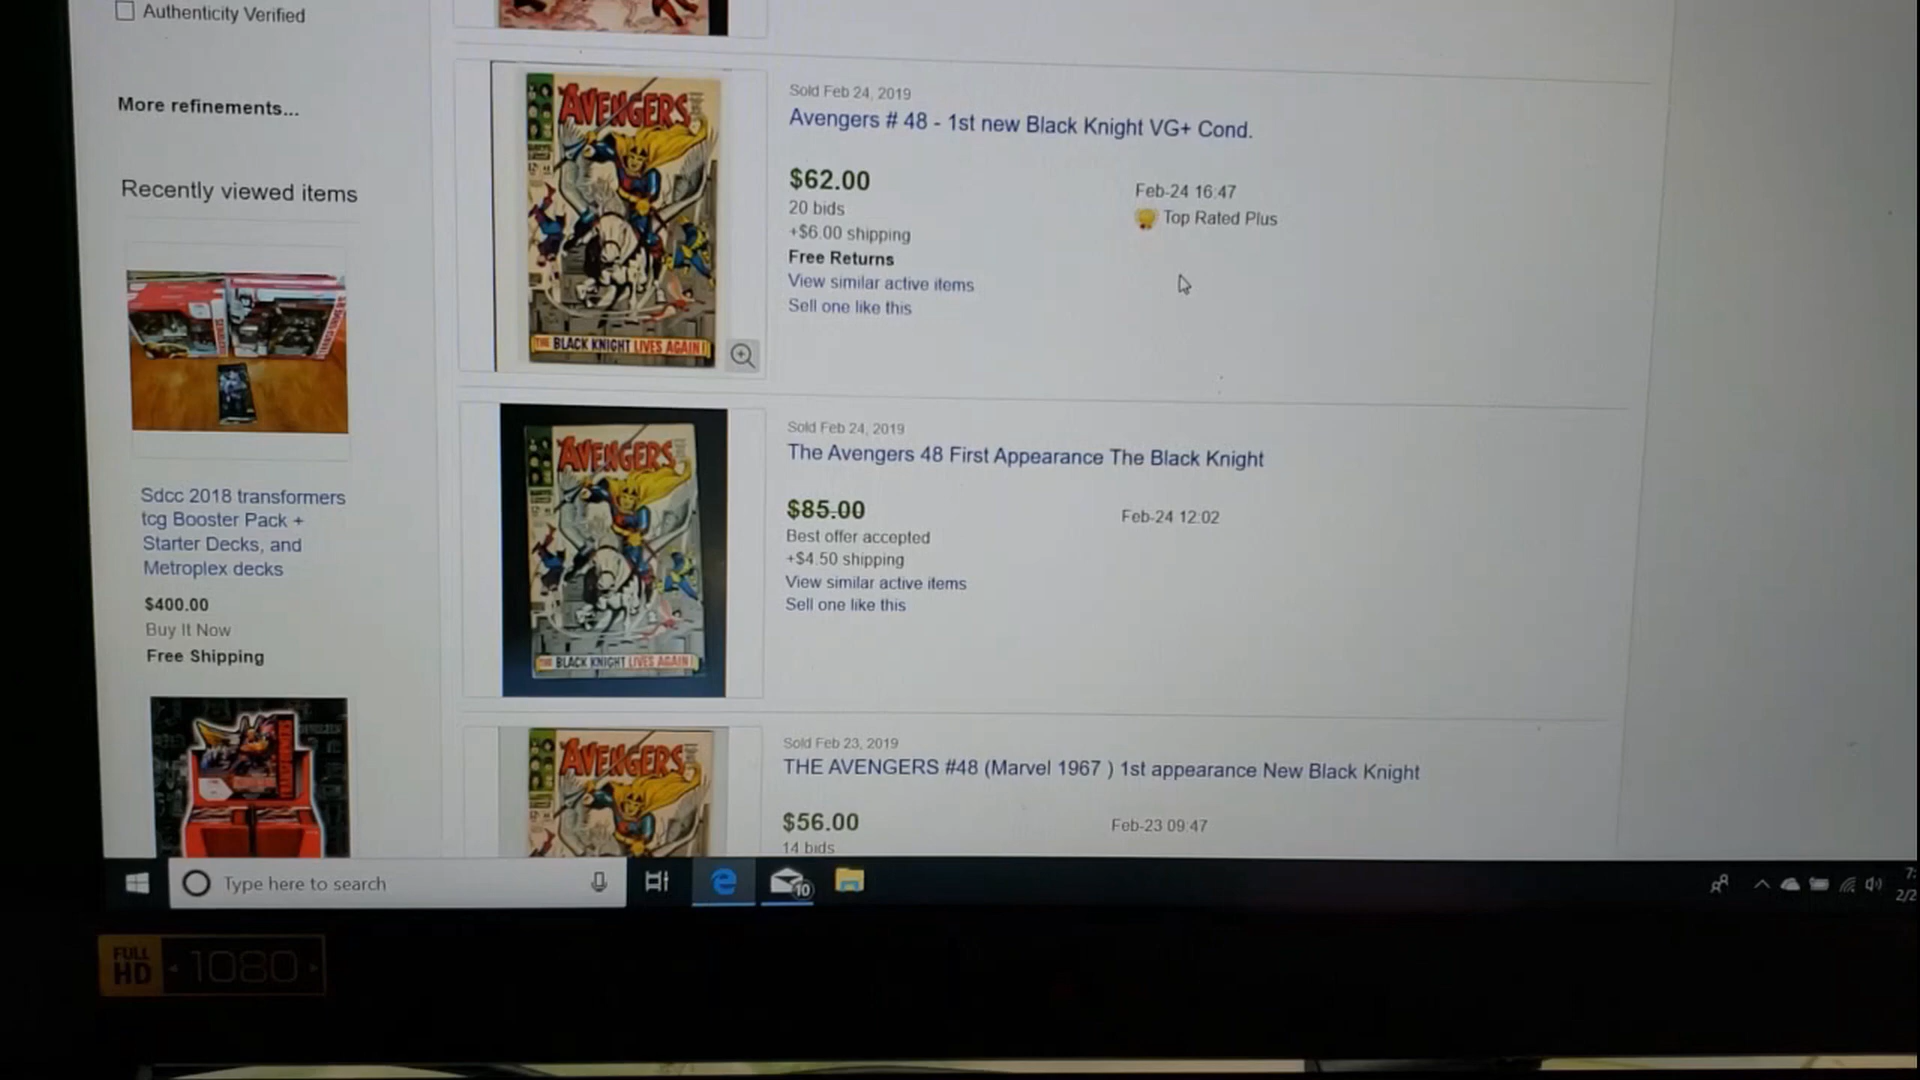 Authenticity Verified
More refinements...
Recently viewed items
Sdcc 2018 transformers
tcg Booster Pack +
Starter Decks, and
Metroplex decks
$400.00
Buy It Now
Free Shipping
TRANSFORMERS
AVENGERS
THE BLACK KNIGHT LIVES AGAIN!
Sold Feb 24, 2019
Avengers # 48 - 1st new Black Knight VG+ Cond.
$62.00
20 bids
+$6.00 shipping
Free Returns
View similar active items
Sell one like this
Feb-24 16:47
Top Rated Plus
AVENGERS
THE BLACK KNIGHT LIVES AGAIN!
Sold Feb 24, 2019
The Avengers 48 First Appearance The Black Knight
$85.00
Best offer accepted
+$4.50 shipping
View similar active items
Sell one like this
Feb-24 12:02
AVENGERS
Sold Feb 23, 2019
THE AVENGERS #48 (Marvel 1967 ) 1st appearance New Black Knight
$56.00
14 bids
Feb-23 09:47
Type here to search
10
7:
2/2
FULL
HD
1080